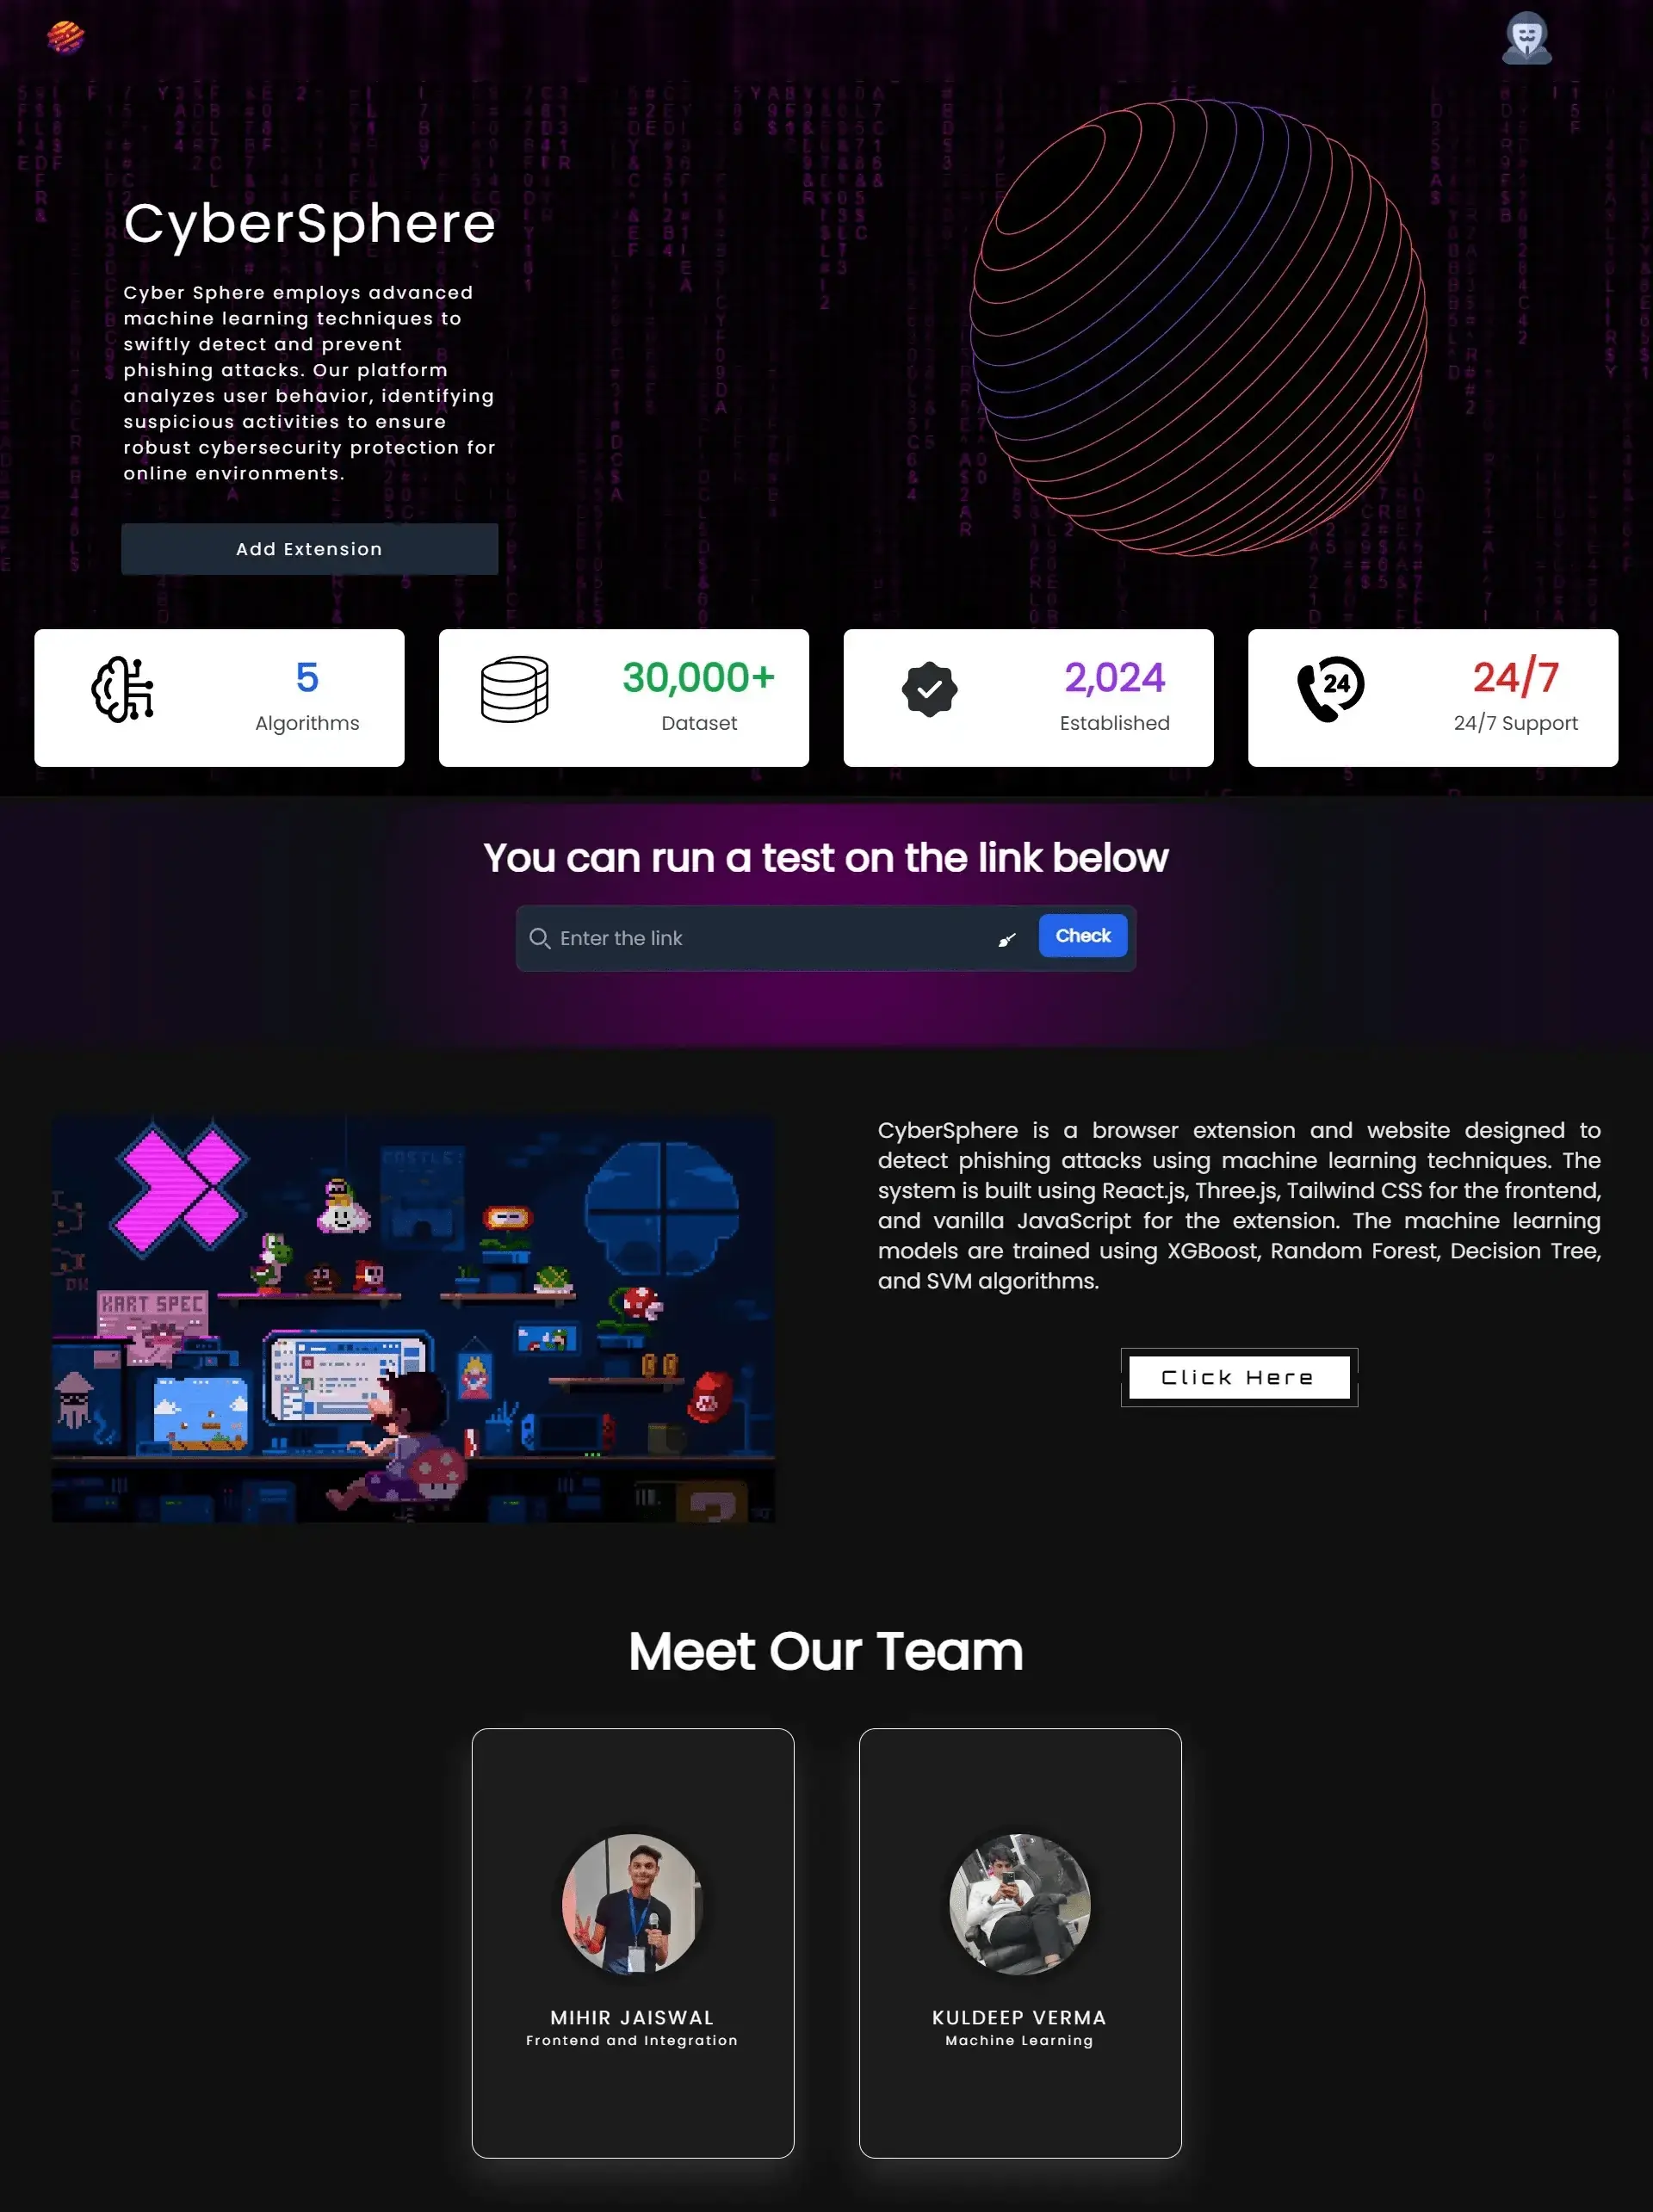 CyberSphere
Cyber Sphere employs advanced
machine learning techniques to
swiftly detect and prevent
phishing attacks. Our platform
analyzes user behavior, identifying
suspicious activities to ensure
robust cybersecurity protection for
online environments.
Add Extension
5
Algorithms
30,000+
Dataset
2,024
Established
24
24/7
24/7 Support
You can run a test on the link below
Enter the link
Check
CyberSphere is a browser extension and website designed to
detect phishing attacks using machine learning techniques. The
system is built using React.js, Three.js, Tailwind CSS for the frontend,
and vanilla JavaScript for the extension. The machine learning
models are trained using XGBoost, Random Forest, Decision Tree,
and SVM algorithms.
KART SPEC
Click Here
Meet Our Team
MIHIR JAISWAL
Frontend and Integration
KULDEEP VERMA
Machine Learning